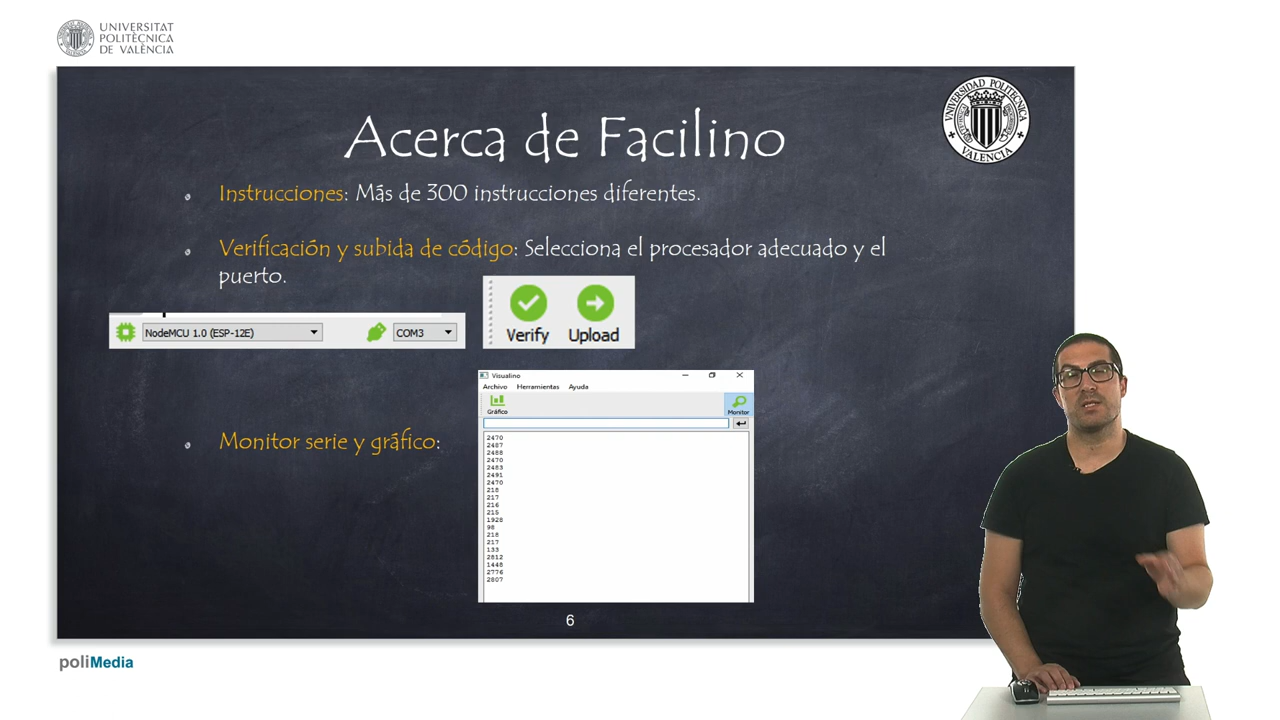 UNIVERSITAT
POLITÈCNICA
DE VALÈNCIA
UNIVERSIDAD POLITECNICA
VALENCIA
Acerca de Facilino
Instrucciones: Más de 300 instrucciones diferentes.
Verificación y subida de código: Selecciona el procesador adecuado y el
puerto.
NodeMCU 1.0 (ESP-12E)
COM3
Verify
Upload
Visualino
Archivo Herramientas Ayuda
Gráfico
Monitor
Monitor serie y gráfico:
2470
2487
2488
2470
2483
2491
2470
218
217
216
215
1928
98
218
217
133
2812
1448
2776
2807
6
poliMedia